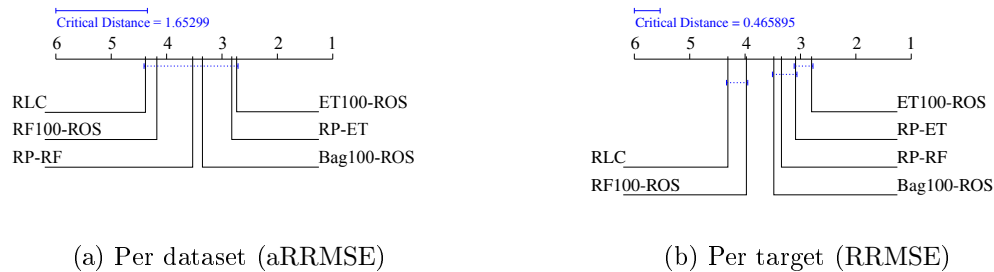 Critical Distance = 1.65299
6 5 4 3 2 1
RLC
RF100-ROS
RP-RF
ET100-ROS
RP-ET
Bag100-ROS
(a) Per dataset (aRRMSE)
Critical Distance = 0.465895
6 5 4 3 2 1
RLC
RF100-ROS
ET100-ROS
RP-ET
RP-RF
Bag100-ROS
(b) Per target (RRMSE)